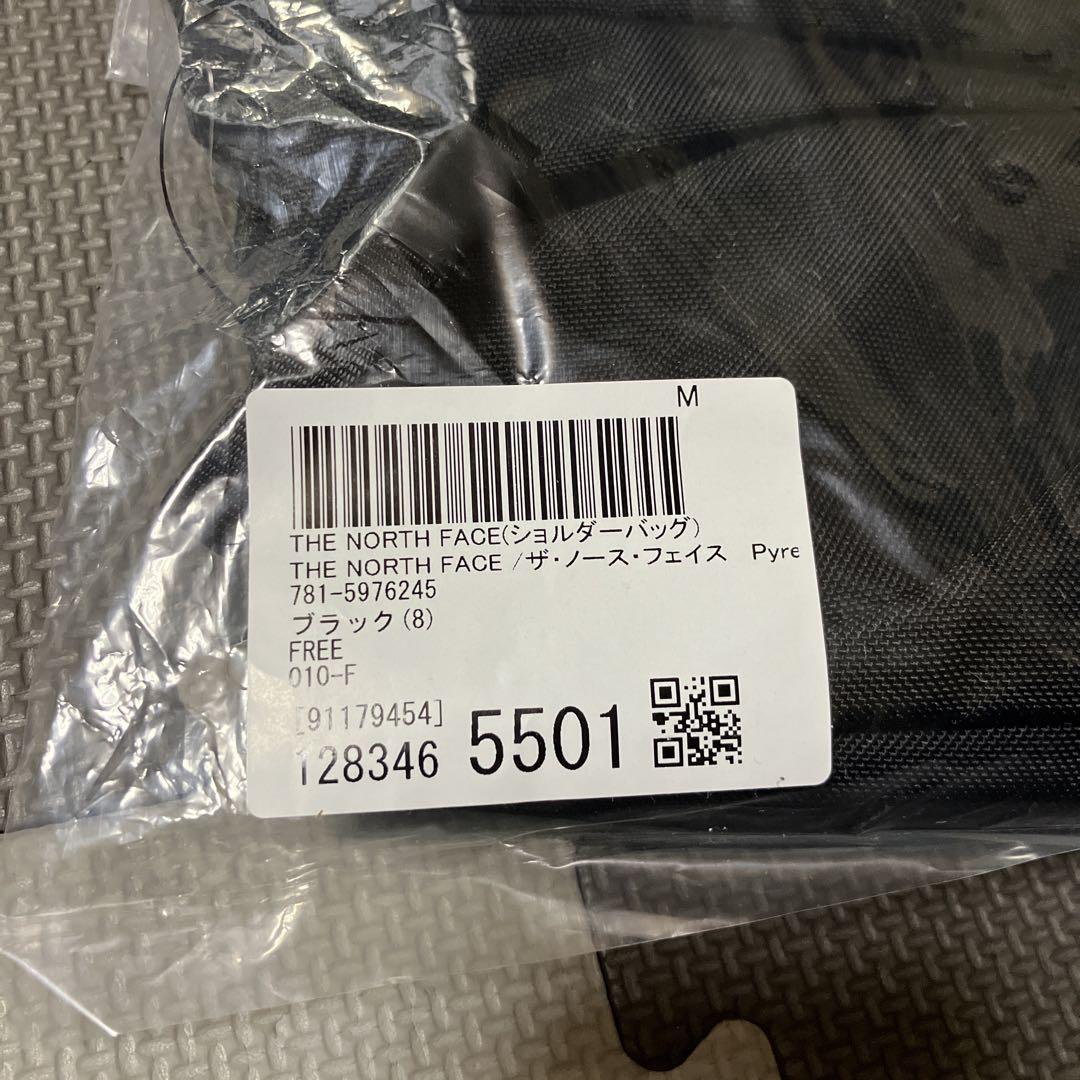 M
THE NORTH FACE(ショルダーバッグ)
THE NORTH FACE /ザ・ノース・フェイス　Pyre
781-5976245
ブラック(8)
FREE
010-F
[91179454]
128346 5501